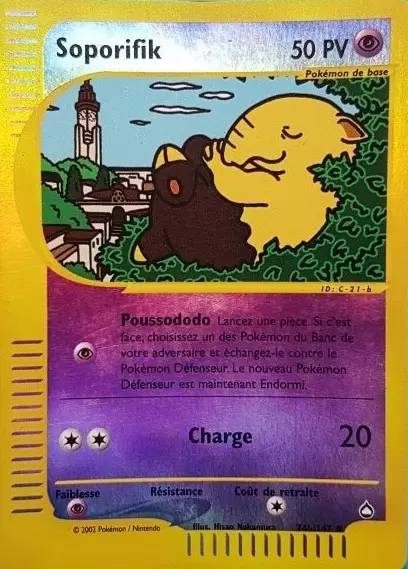 Soporifik 50 PV
Pokémon de base
ID: C-21-b
Poussododo Lancez une pièce. Si c'est
face, choisissez un des Pokémon du Banc de
votre adversaire et échangez-le contre le
Pokémon Défenseur. Le nouveau Pokémon
Défenseur est maintenant Endormi.
Charge 20
Faiblesse Résistance Coût de retraite
© 2002 Pokémon / Nintendo Illus. Hisao Nakamura